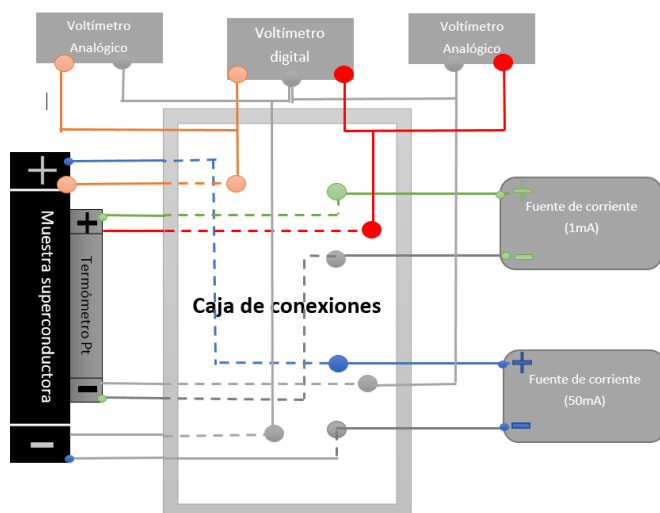 Voltímetro
Analógico
Voltímetro
digital
Voltímetro
Analógico
+
Muestra superconductora
−
+
Termómetro Pt
−
Caja de conexiones
+
Fuente de corriente
(1mA)
−
+
Fuente de corriente
(50mA)
−